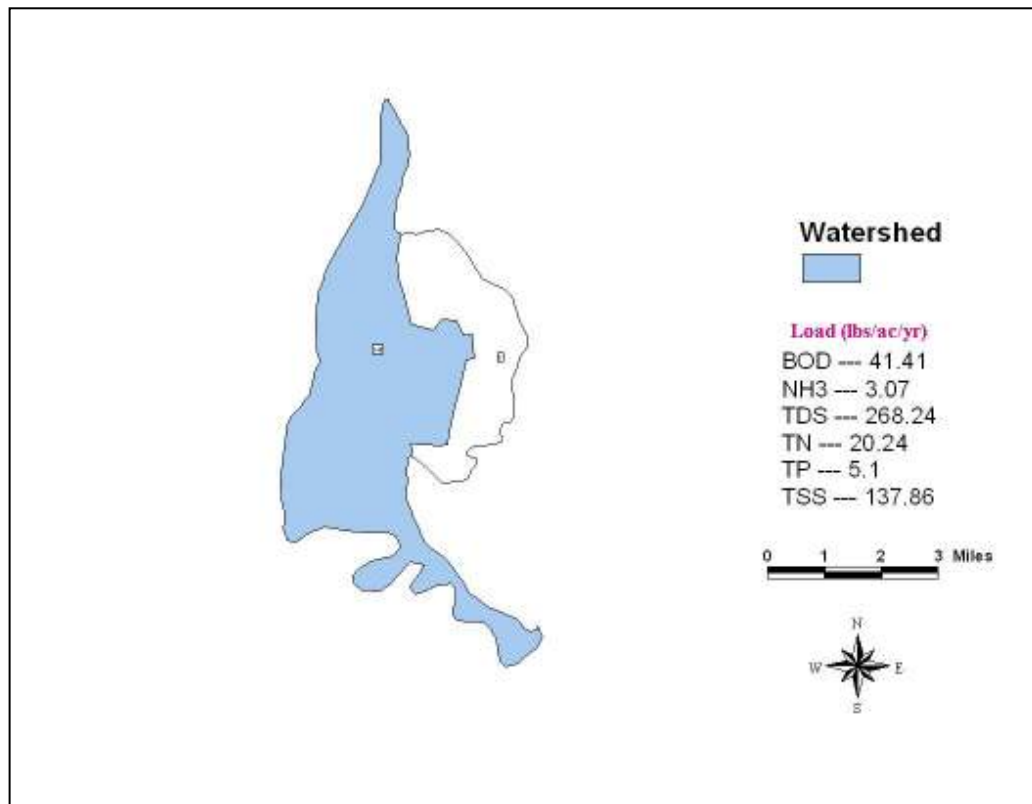 Watershed
Load (lbs/ac/yr)
BOD --- 41.41
NH3 --- 3.07
TDS --- 268.24
TN --- 20.24
TP --- 5.1
TSS --- 137.86
0 1 2 3 Miles
N
W E
S